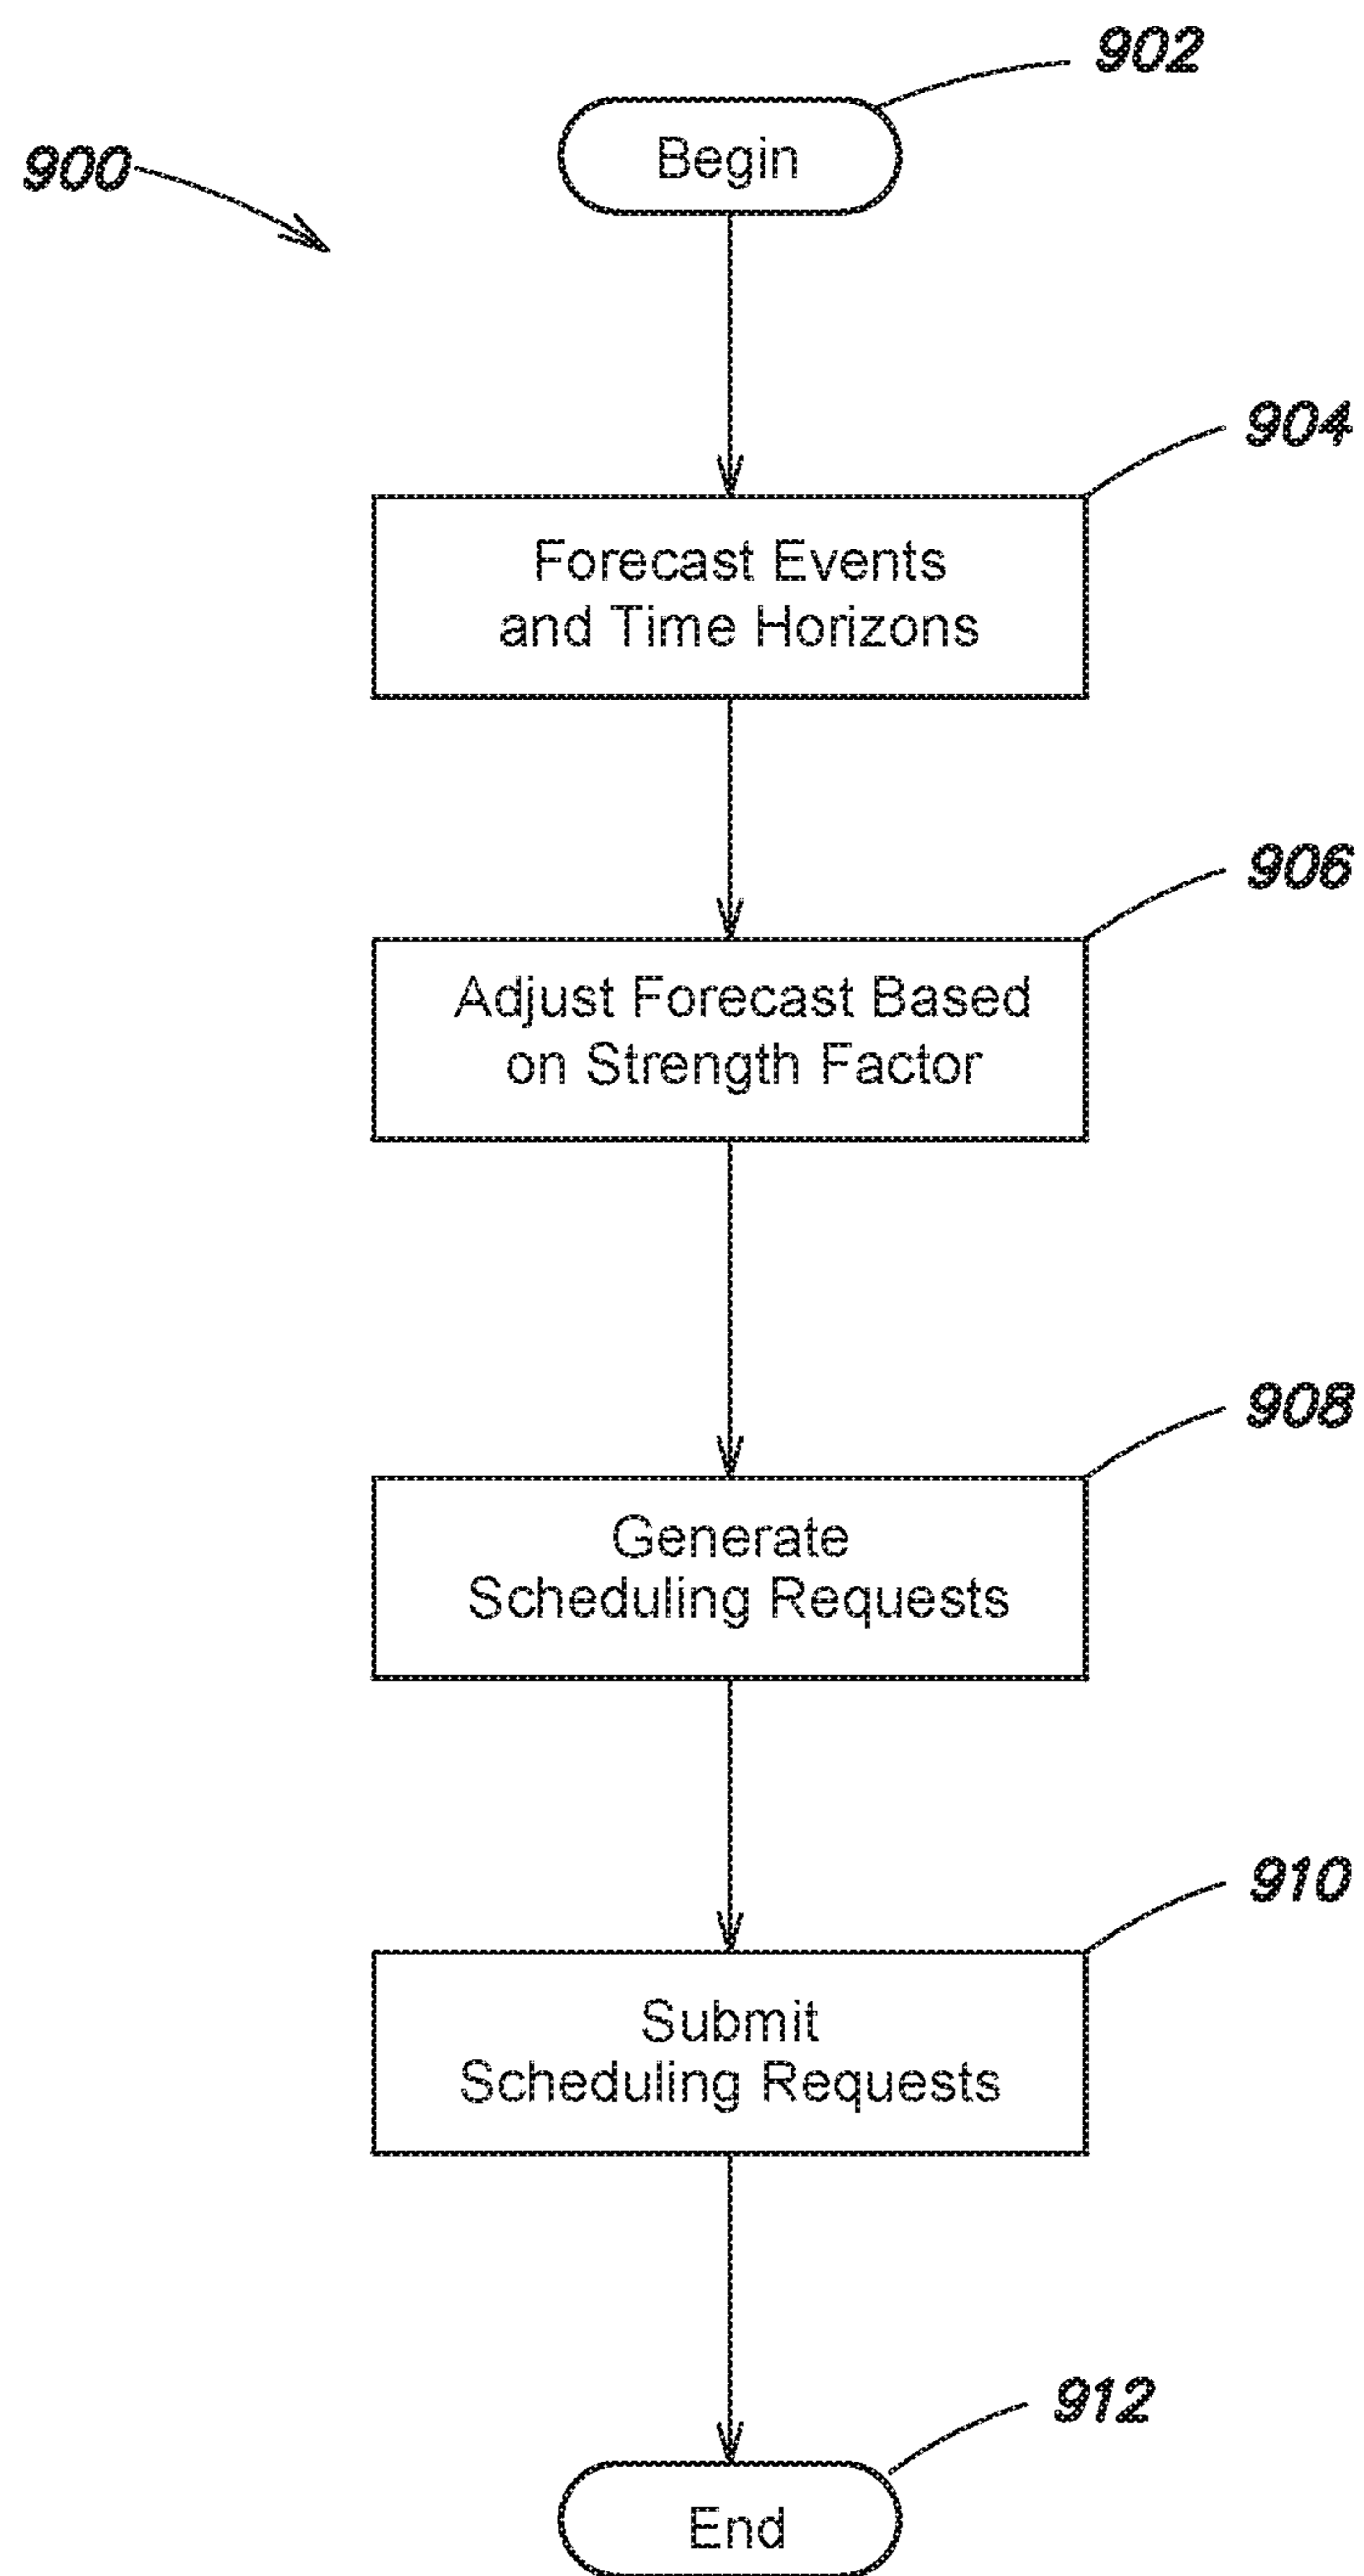 902
Begin
900
904
Forecast Events
and Time Horizons
906
Adjust Forecast Based
on Strength Factor
908
Generate
Scheduling Requests
910
Submit
Scheduling Requests
912
End